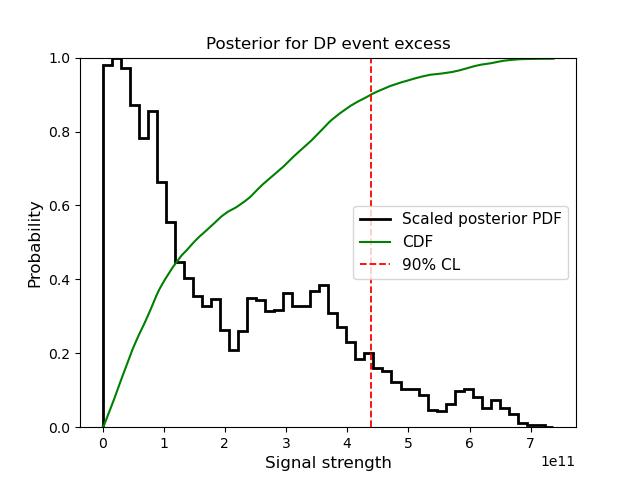 Posterior for DP event excess
1.0
0.8
0.6
0.4
0.2
0.0
Probability
Scaled posterior PDF
CDF
90% CL
0 1 2 3 4 5 6 7
1e11
Signal strength